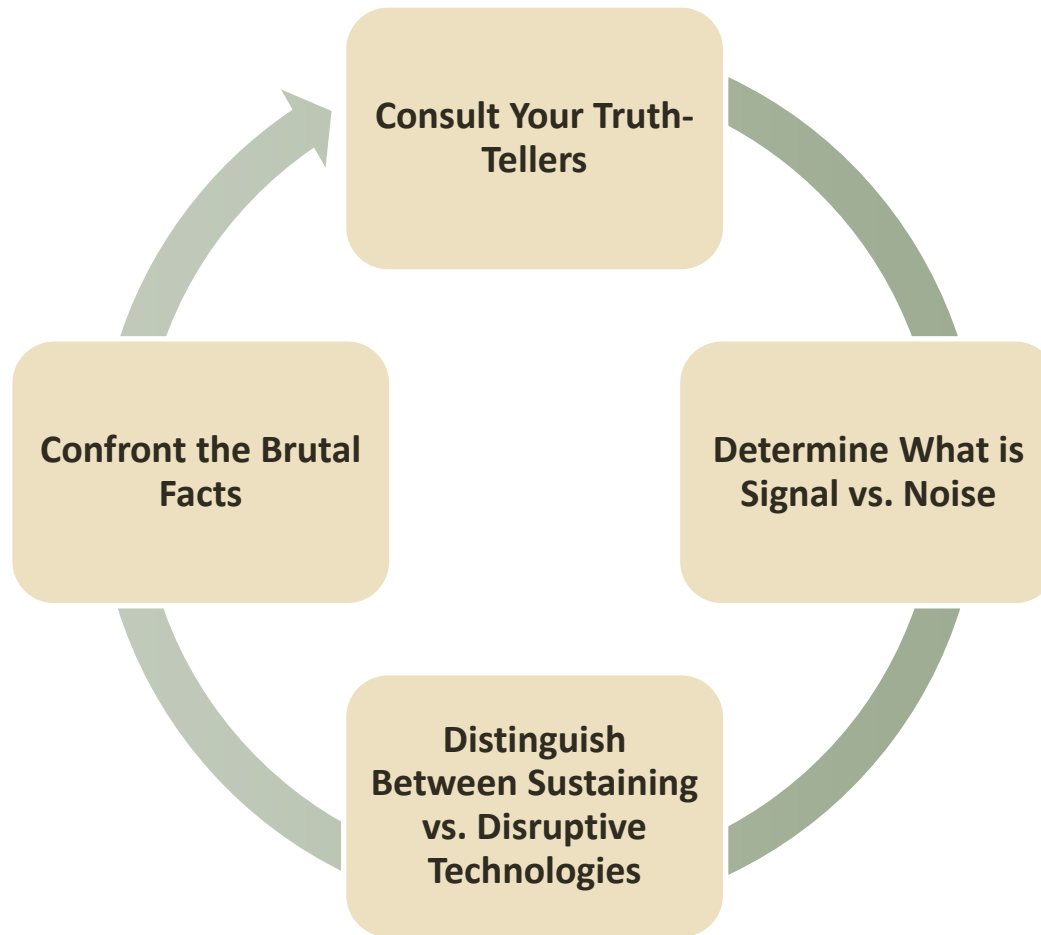 Consult Your Truth-
Tellers
Determine What is
Signal vs. Noise
Distinguish
Between Sustaining
vs. Disruptive
Technologies
Confront the Brutal
Facts